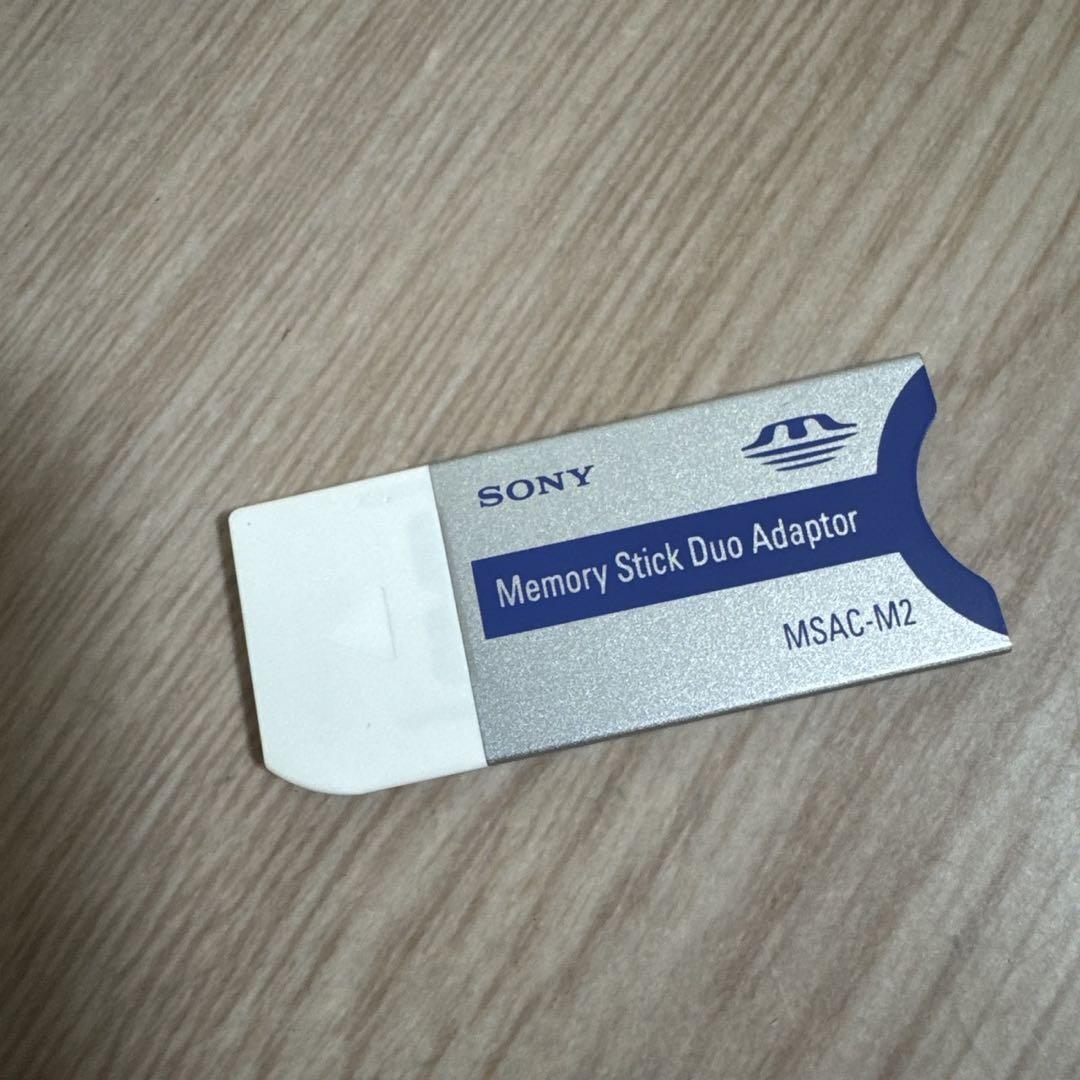 SONY
Memory Stick Duo Adaptor
MSAC-M2